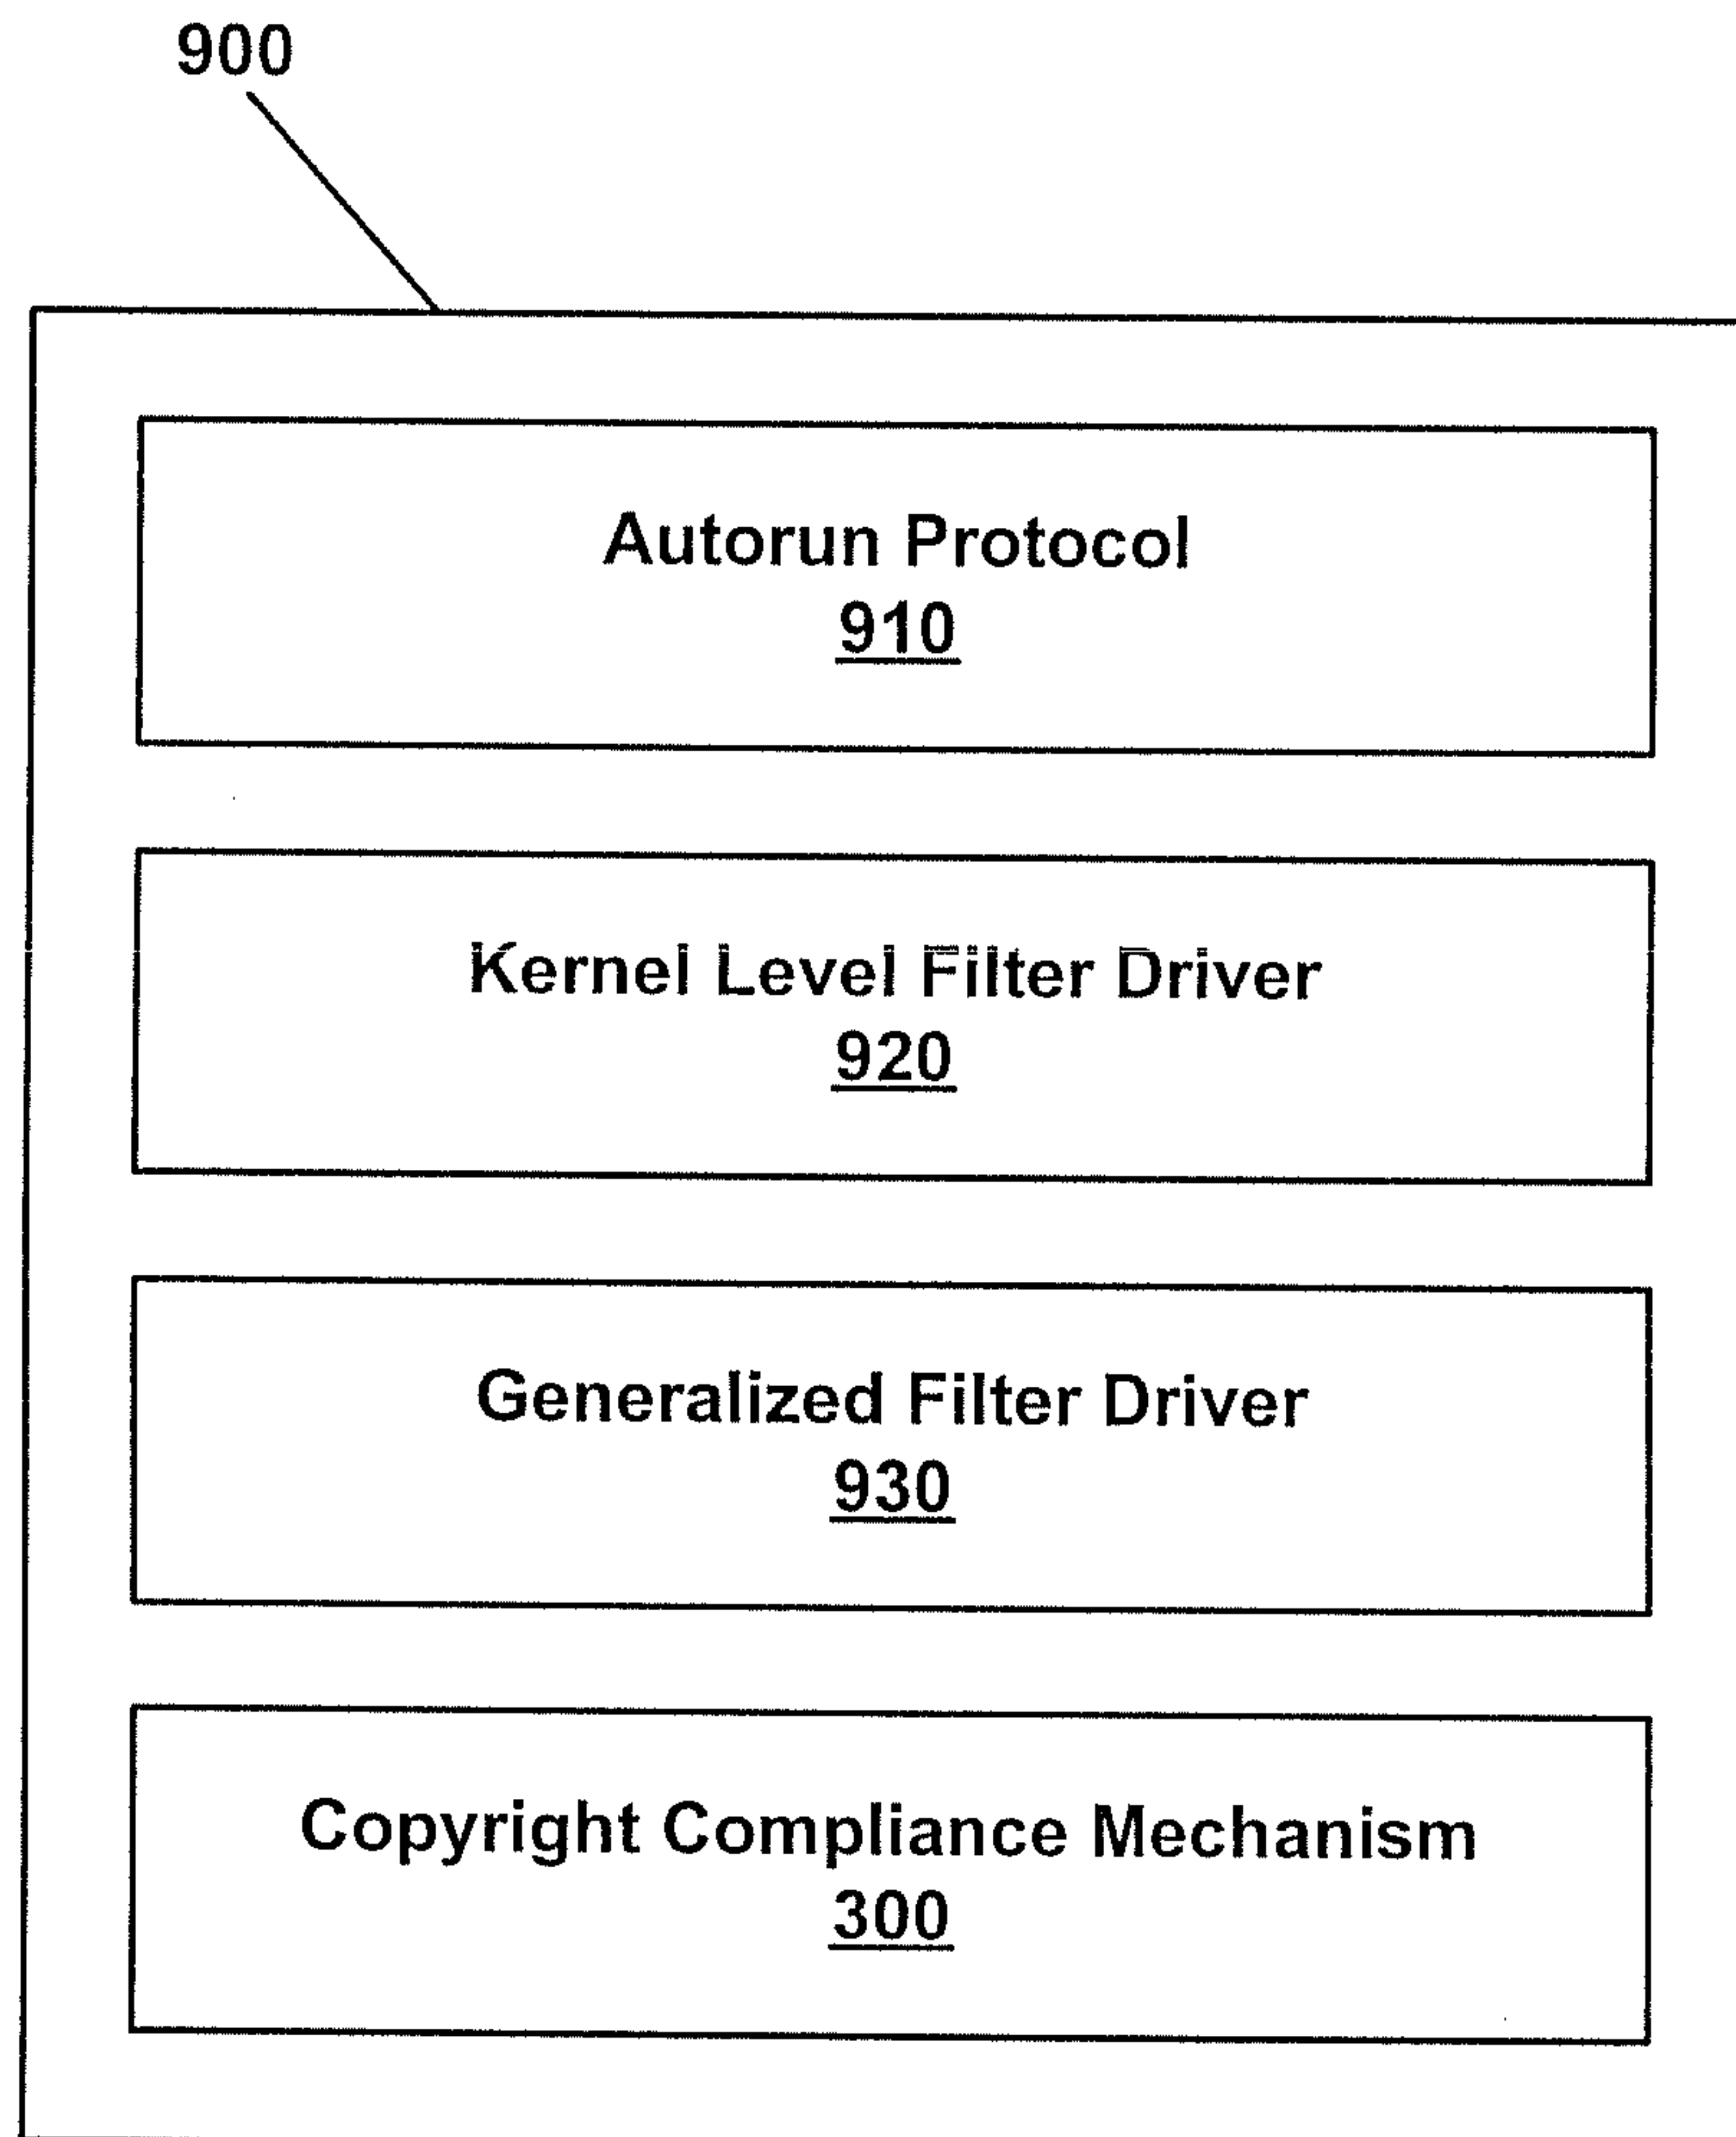 900
Autorun Protocol
910
Kernel Level Filter Driver
920
Generalized Filter Driver
930
Copyright Compliance Mechanism
300